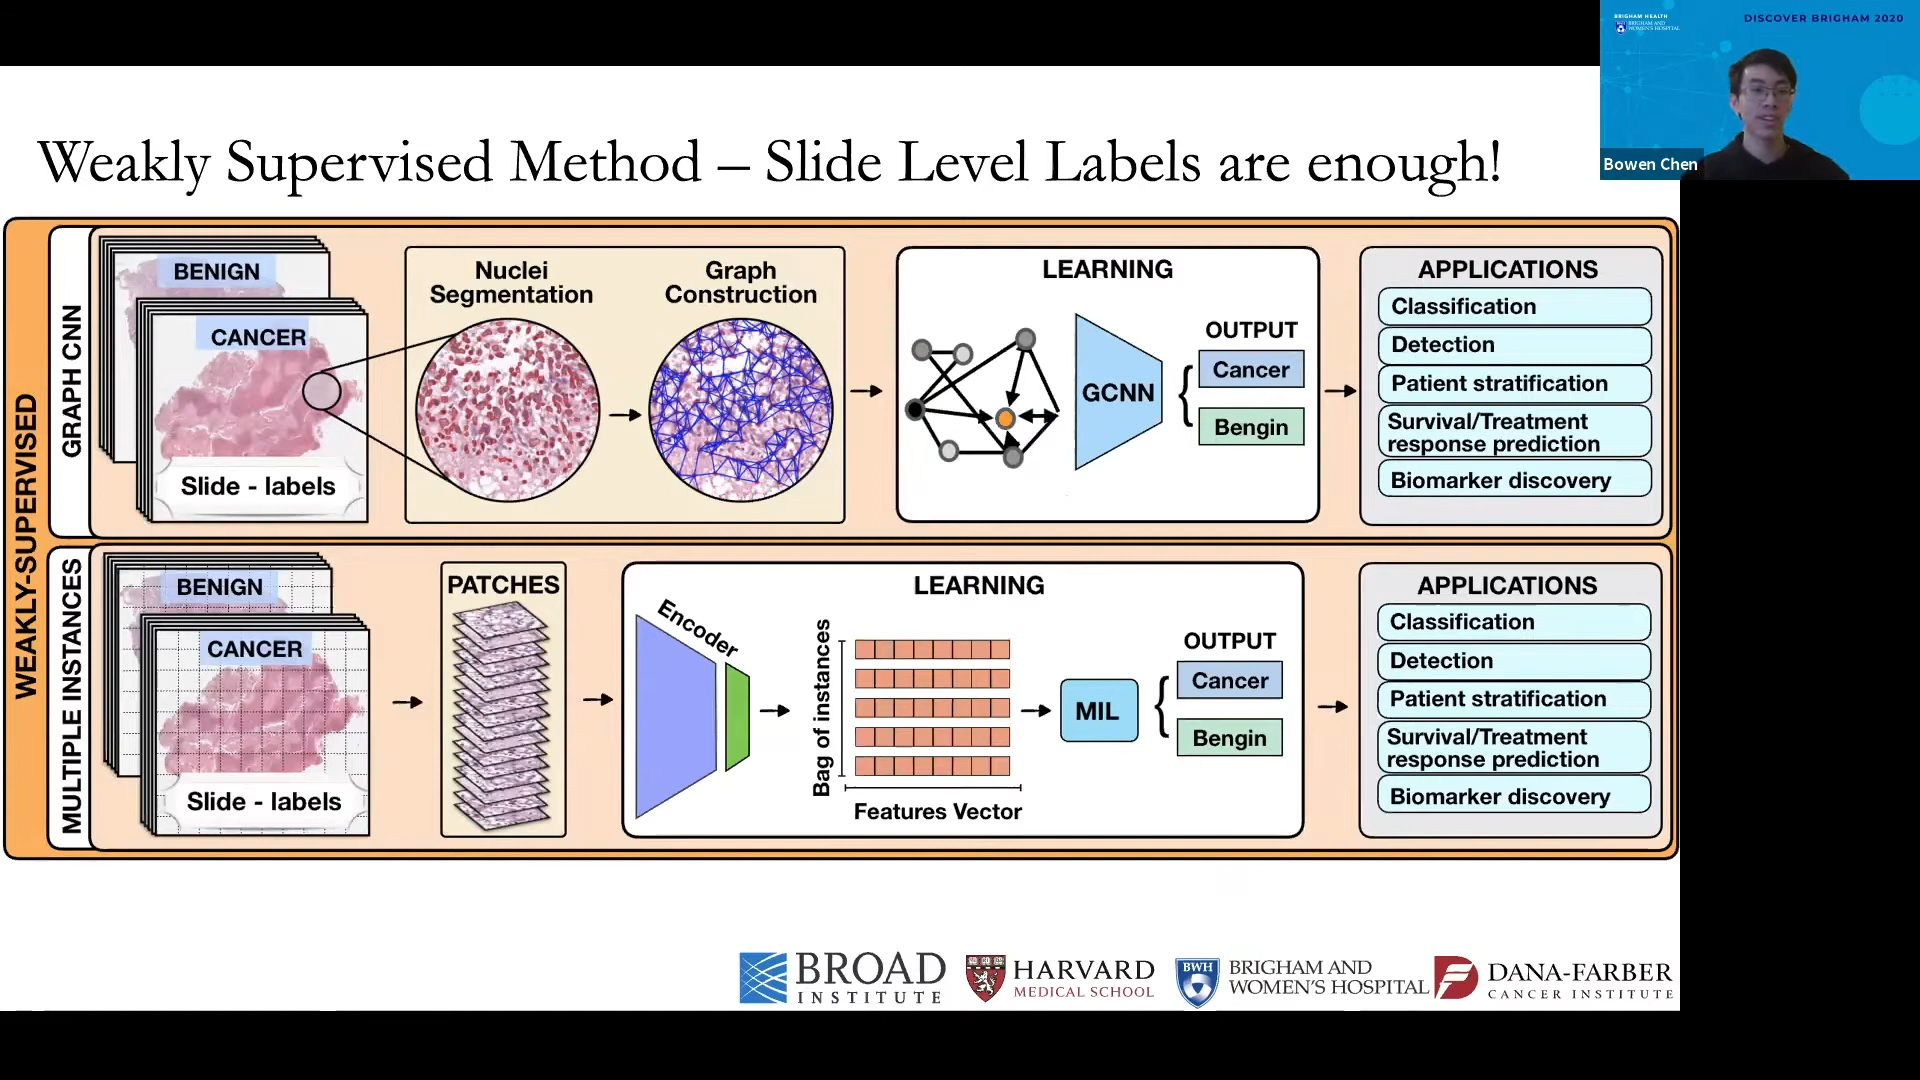 BRIGHAM HEALTH
BRIGHAM AND
WOMEN'S HOSPITAL
DISCOVER BRIGHAM 2020
Bowen Chen
Weakly Supervised Method – Slide Level Labels are enough!
WEAKLY-SUPERVISED
GRAPH CNN
BENIGN
CANCER
Slide - labels
Nuclei
Segmentation
Graph
Construction
LEARNING
GCNN
OUTPUT
Cancer
Bengin
APPLICATIONS
Classification
Detection
Patient stratification
Survival/Treatment
response prediction
Biomarker discovery
MULTIPLE INSTANCES
BENIGN
CANCER
Slide - labels
PATCHES
LEARNING
Encoder
Bag of instances
Features Vector
MIL
OUTPUT
Cancer
Bengin
APPLICATIONS
Classification
Detection
Patient stratification
Survival/Treatment
response prediction
Biomarker discovery
BROAD
INSTITUTE
HARVARD
MEDICAL SCHOOL
BWH
BRIGHAM AND
WOMEN'S HOSPITAL
DANA-FARBER
CANCER INSTITUTE